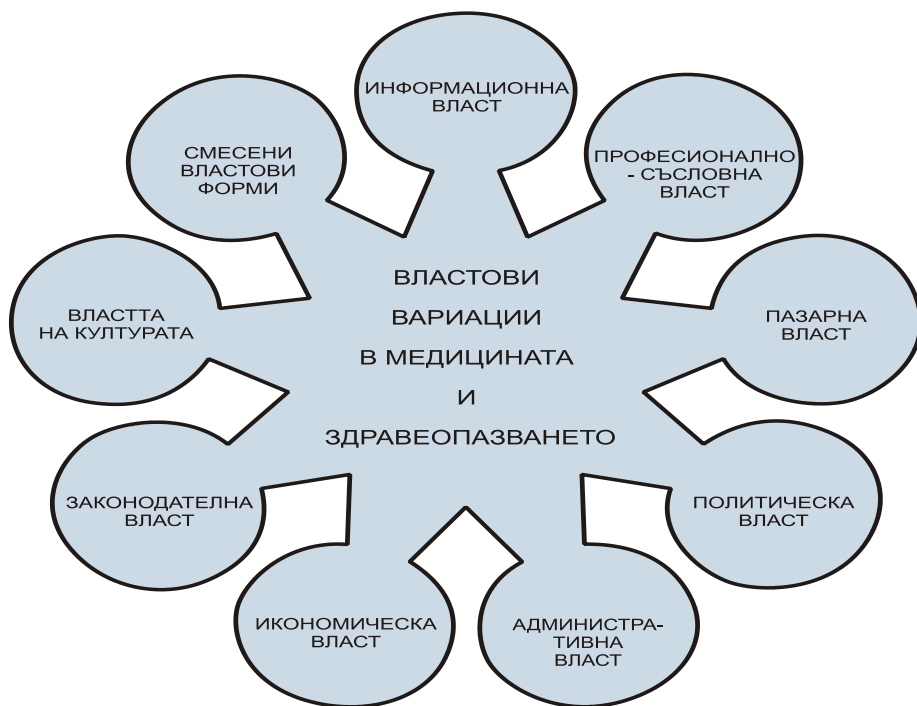 ИНФОРМАЦИОННА
ВЛАСТ
ПРОФЕСИОНАЛНО
- СЪСЛОВНА
ВЛАСТ
ПАЗАРНА
ВЛАСТ
ПОЛИТИЧЕСКА
ВЛАСТ
АДМИНИСТРА-
ТИВНА
ВЛАСТ
ИКОНОМИЧЕСКА
ВЛАСТ
ЗАКОНОДАТЕЛНА
ВЛАСТ
ВЛАСТТА
НА КУЛТУРАТА
СМЕСЕНИ
ВЛАСТОВИ
ФОРМИ
ВЛАСТОВИ
ВАРИАЦИИ
В МЕДИЦИНАТА
И
ЗДРАВЕОПАЗВАНЕТО